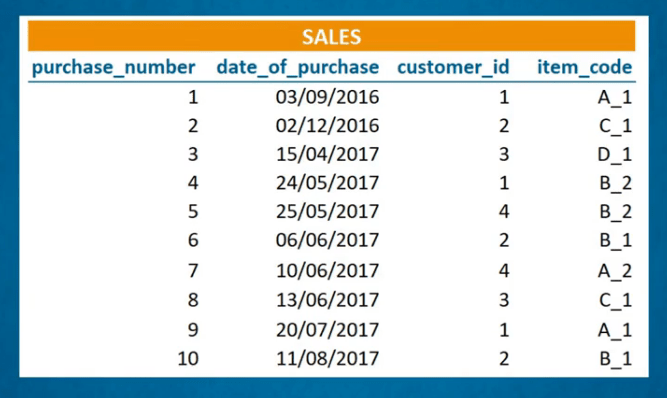 SALES
purchase_number date_of_purchase customer_id item_code
1 03/09/2016 1 A_1
2 02/12/2016 2 C_1
3 15/04/2017 3 D_1
4 24/05/2017 1 B_2
5 25/05/2017 4 B_2
6 06/06/2017 2 B_1
7 10/06/2017 4 A_2
8 13/06/2017 3 C_1
9 20/07/2017 1 A_1
10 11/08/2017 2 B_1